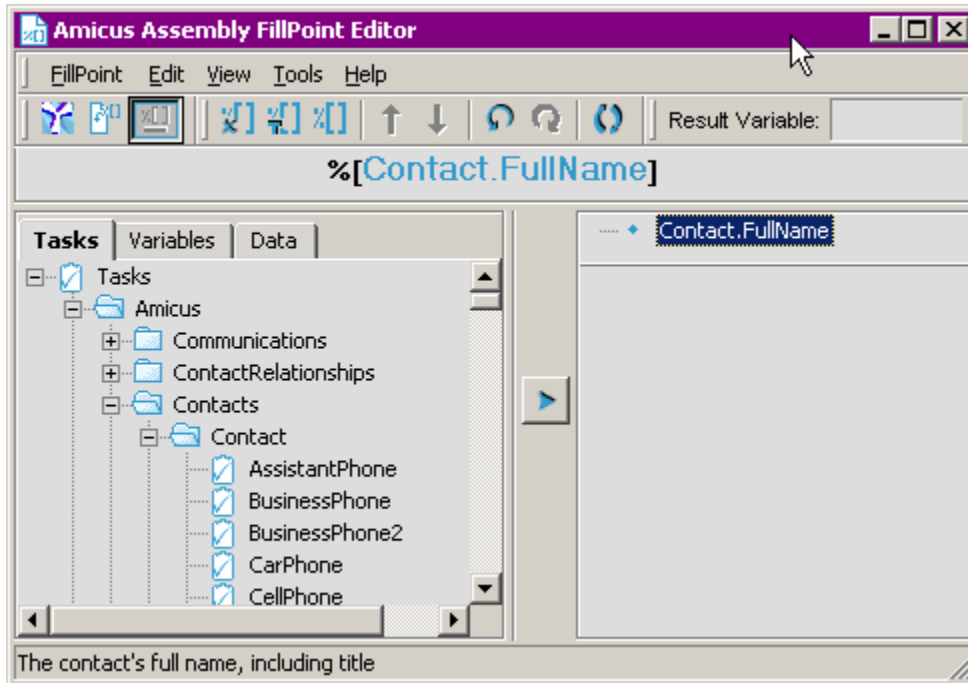 Amicus Assembly FillPoint Editor
FillPoint Edit View Tools Help
Result Variable:
%[Contact.FullName]
Tasks Variables Data
Contact.FullName
Tasks
Amicus
Communications
ContactRelationships
Contacts
Contact
AssistantPhone
BusinessPhone
BusinessPhone2
CarPhone
CellPhone
The contact's full name, including title